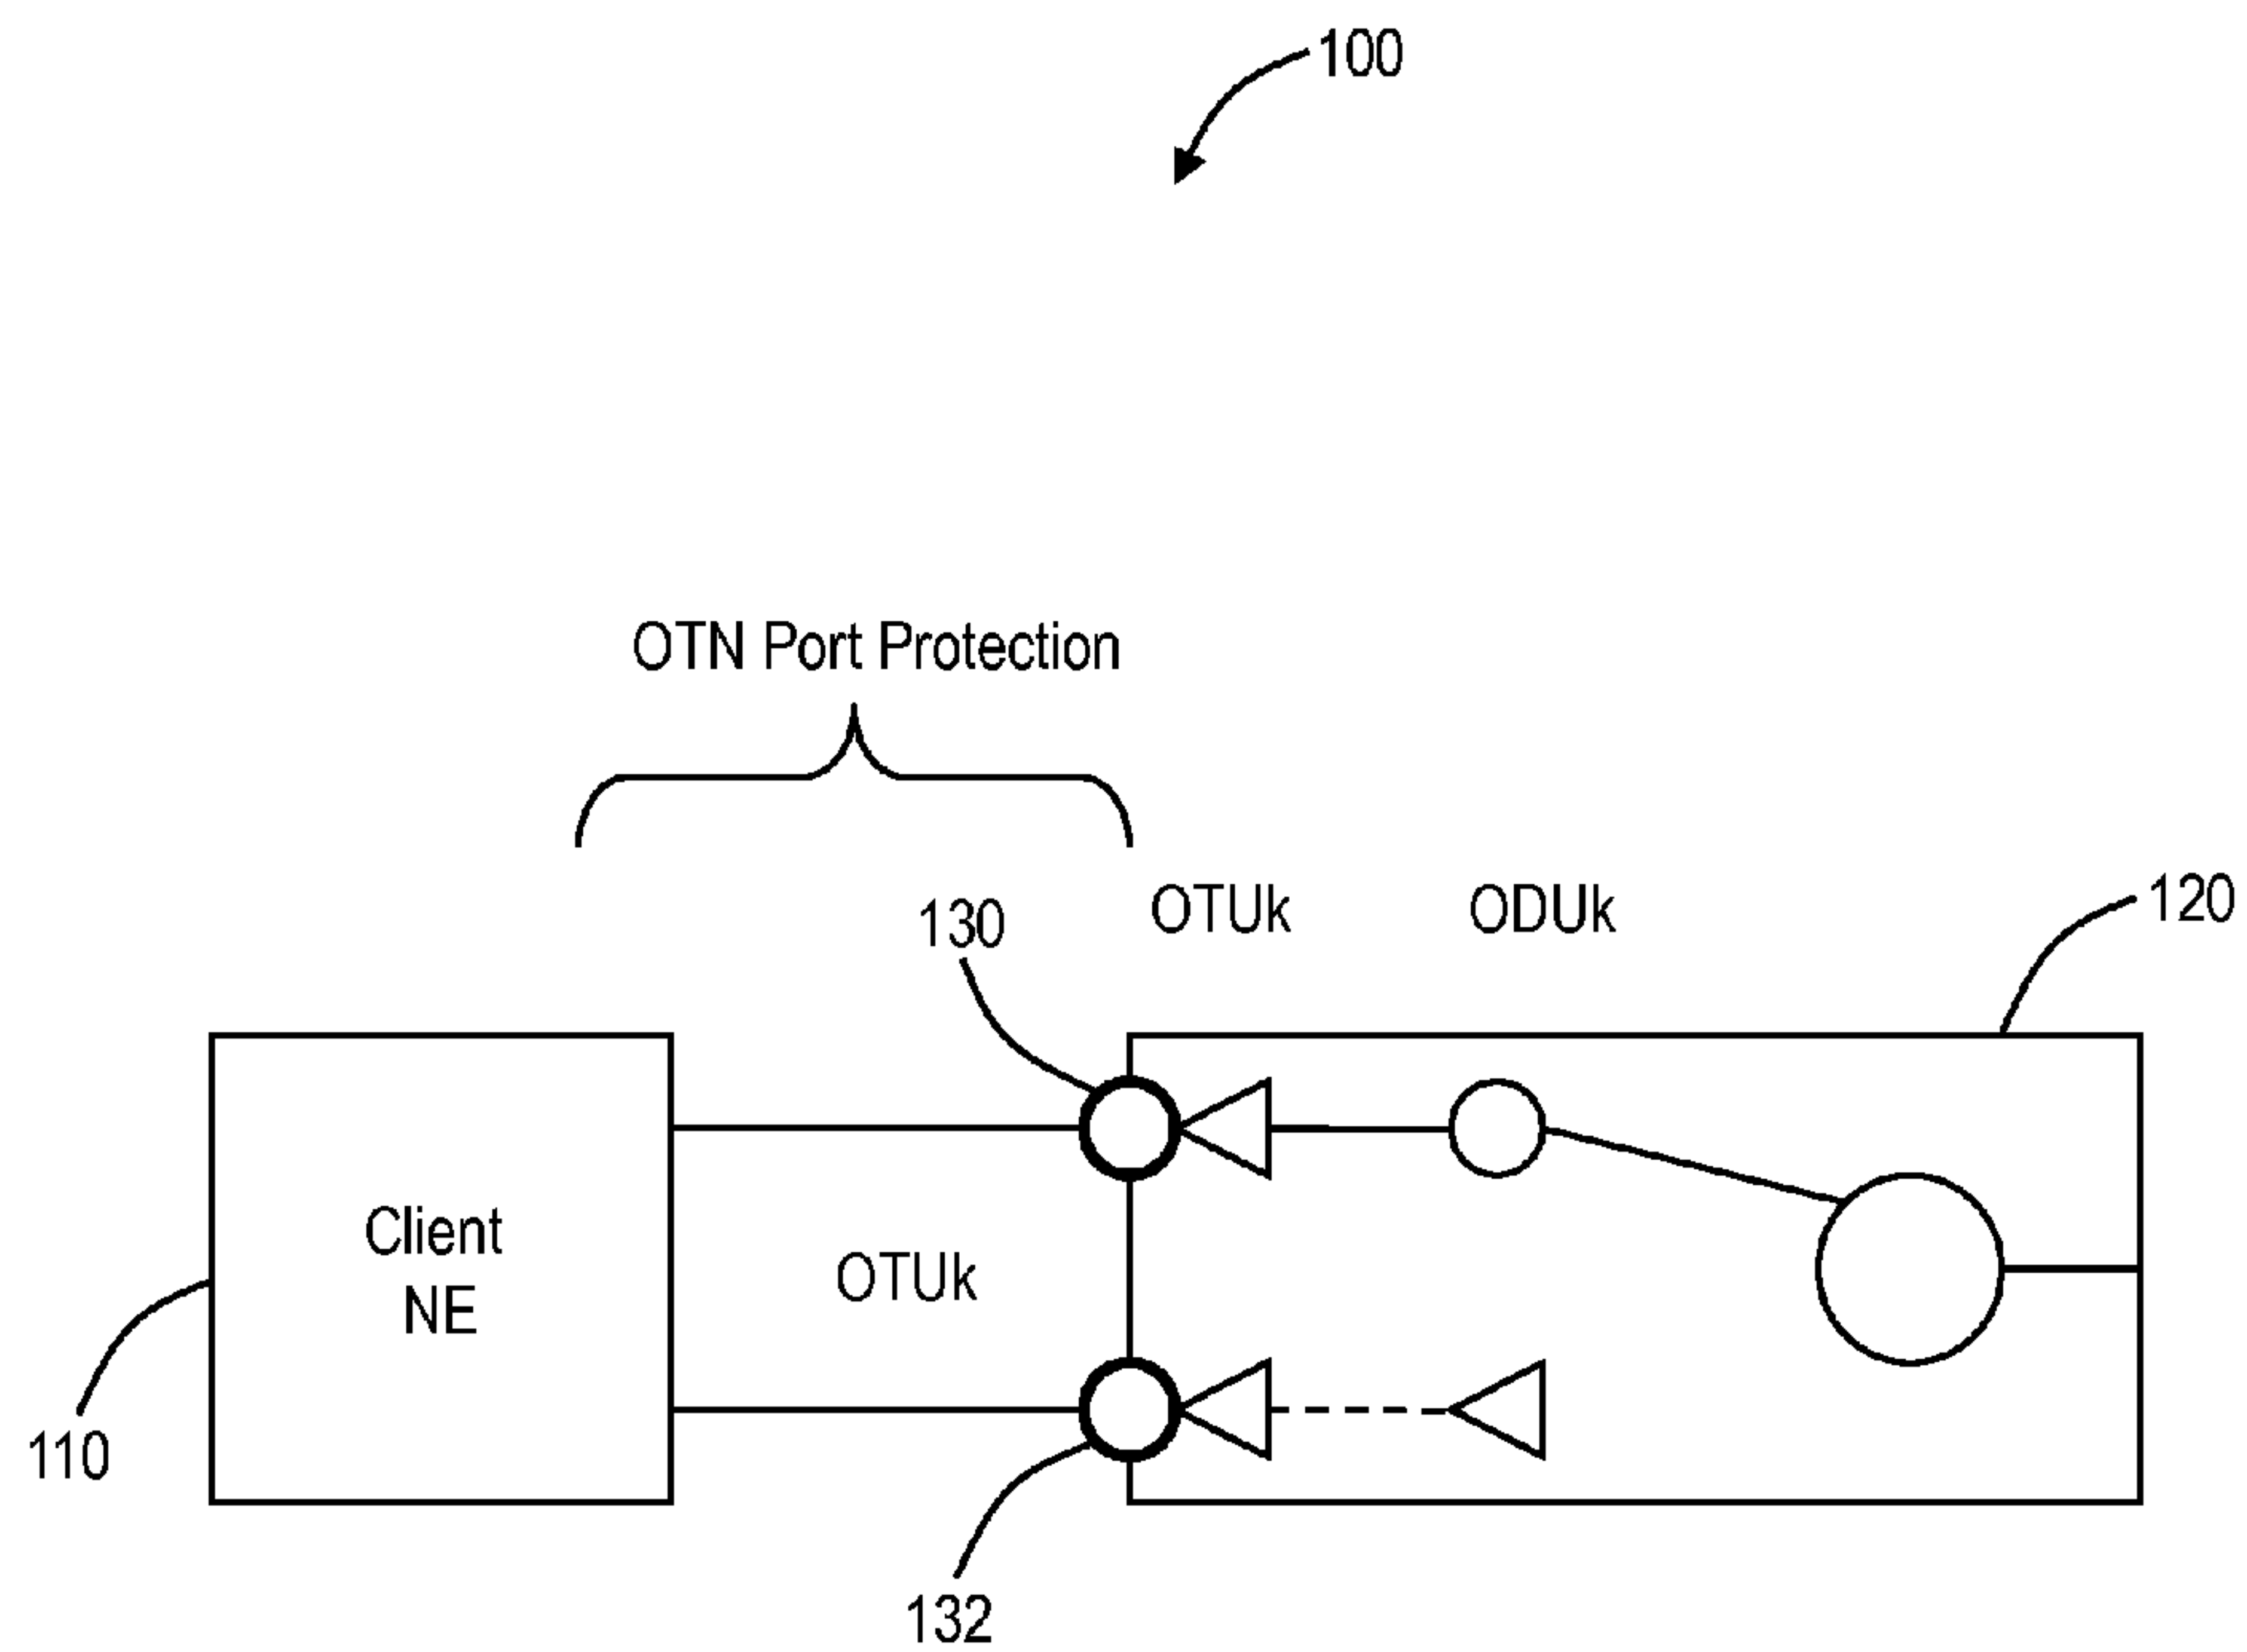 100
OTN Port Protection
130
OTUk
ODUk
120
Client
NE
OTUk
110
132